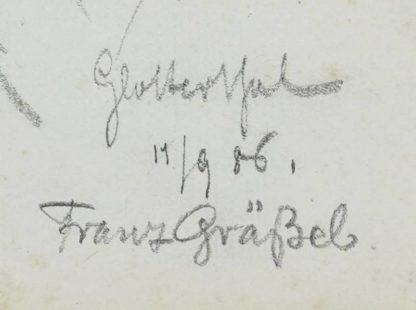 Glotterthal
11/9 86.
Franz Gräßel.